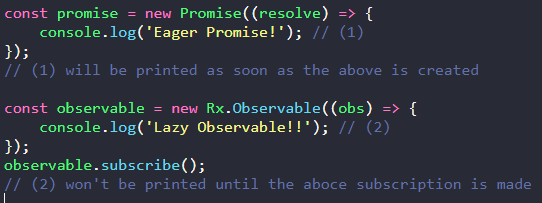 const promise = new Promise((resolve) => {
    console.log('Eager Promise!'); // (1)
});
// (1) will be printed as soon as the above is created

const observable = new Rx.Observable((obs) => {
    console.log('Lazy Observable!!'); // (2)
});
observable.subscribe();
// (2) won't be printed until the aboce subscription is made